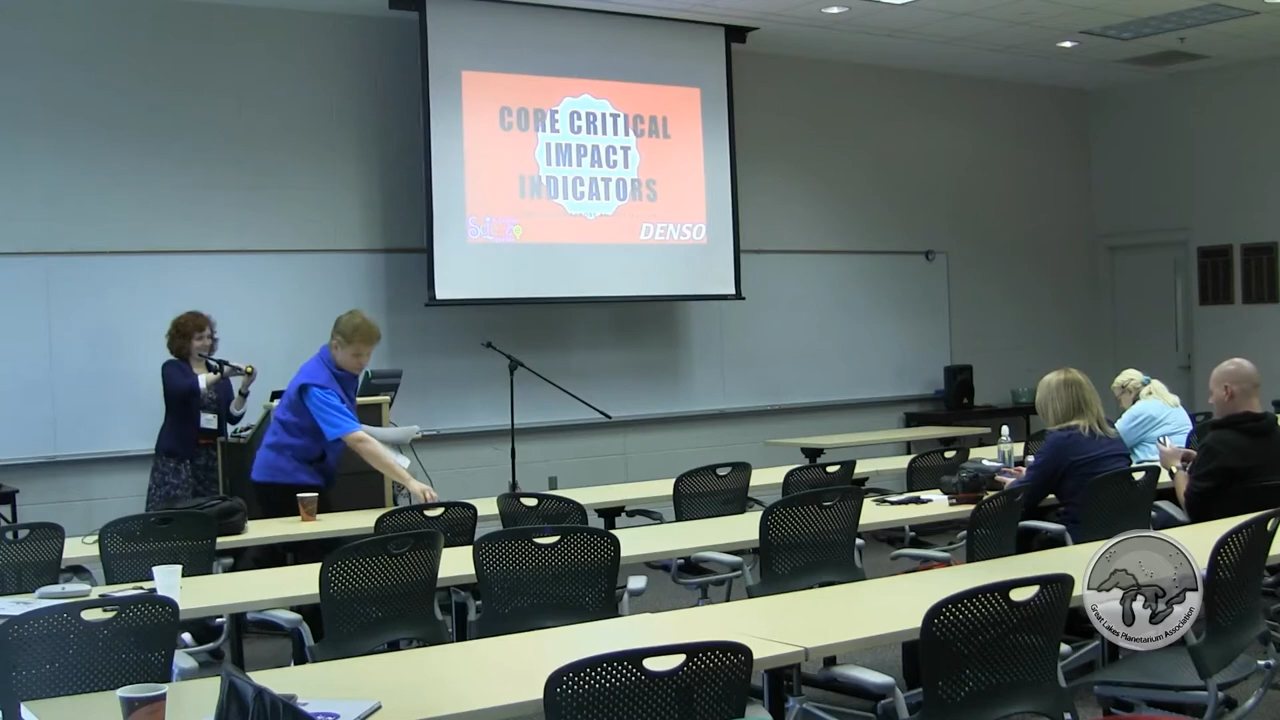 CORE CRITICAL
IMPACT
INDICATORS
DENSO
Great Lakes Planetarium Association